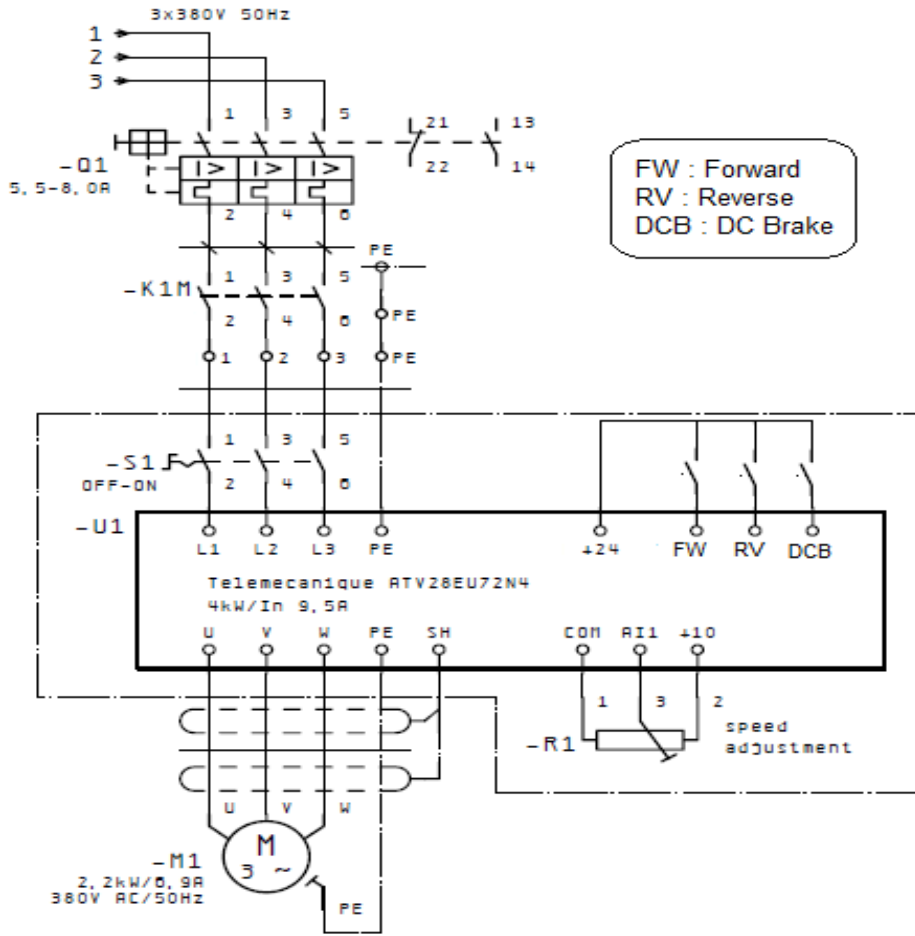 3x380V 50Hz
1
2
3
1 3 5 21 13
-Q1
5,5-8,0A
22 14
2 4 6
FW : Forward
RV : Reverse
DCB : DC Brake
PE
1 3 5
-K1M
2 4 6
PE
1 2 3 PE
1 3 5
-S1
OFF-ON
2 4 6
-U1
L1 L2 L3 PE +24 FW RV DCB
Telemecanique ATV28EU72N4
4kW/In 9,5A
U V W PE SH COM AI1 +10
1 3 2
-R1
speed
adjustment
U V W
M
3 ~
-M1
2,2kW/6,9A
380V AC/50Hz
PE